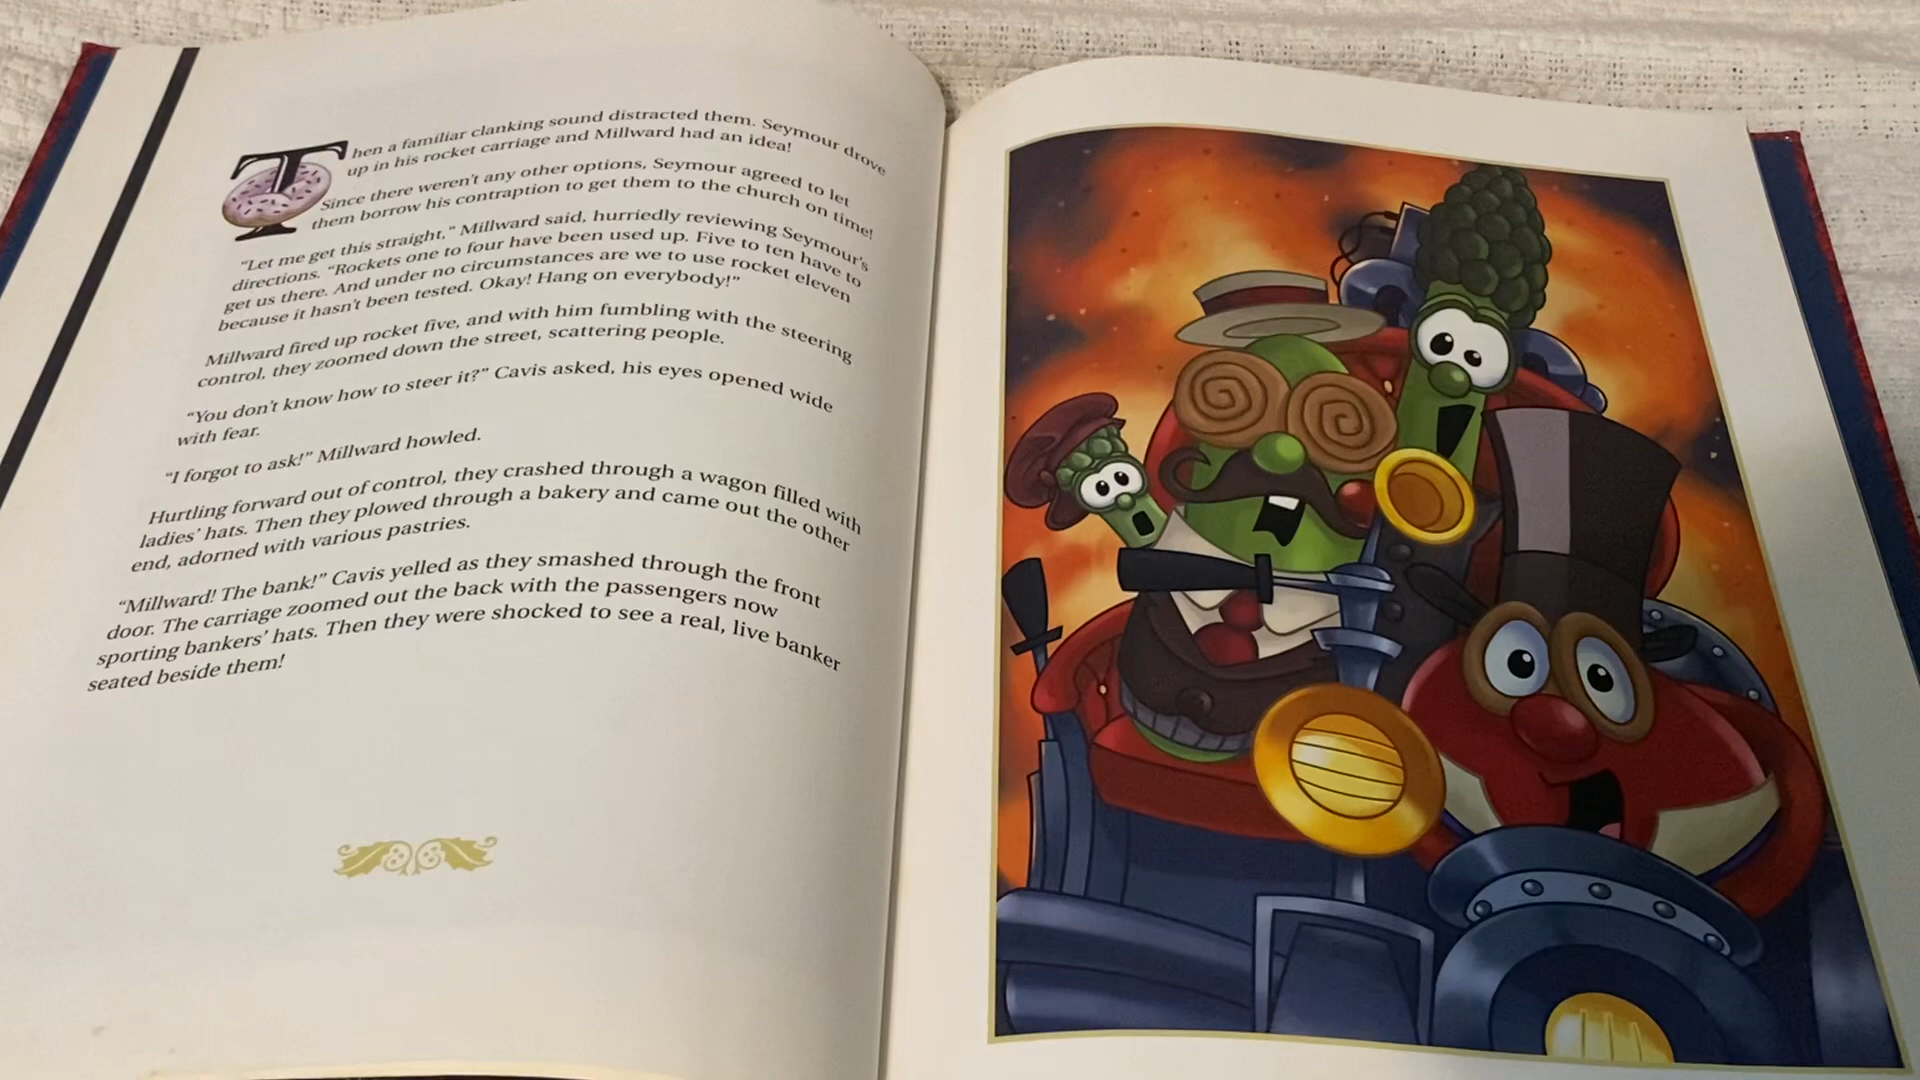 Then a familiar clanking sound distracted them. Seymour drove
up in his rocket carriage and Millward had an idea!
Since there weren't any other options, Seymour agreed to let
them borrow his contraption to get them to the church on time!
"Let me get this straight," Millward said, hurriedly reviewing Seymour's
directions. "Rockets one to four have been used up. Five to ten have to
get us there. And under no circumstances are we to use rocket eleven
because it hasn't been tested. Okay! Hang on everybody!"
Millward fired up rocket five, and with him fumbling with the steering
control, they zoomed down the street, scattering people.
"You don't know how to steer it?" Cavis asked, his eyes opened wide
with fear.
"I forgot to ask!" Millward howled.
Hurtling forward out of control, they crashed through a wagon filled with
ladies' hats. Then they plowed through a bakery and came out the other
end, adorned with various pastries.
"Millward! The bank!" Cavis yelled as they smashed through the front
door. The carriage zoomed out the back with the passengers now
sporting bankers' hats. Then they were shocked to see a real, live banker
seated beside them!